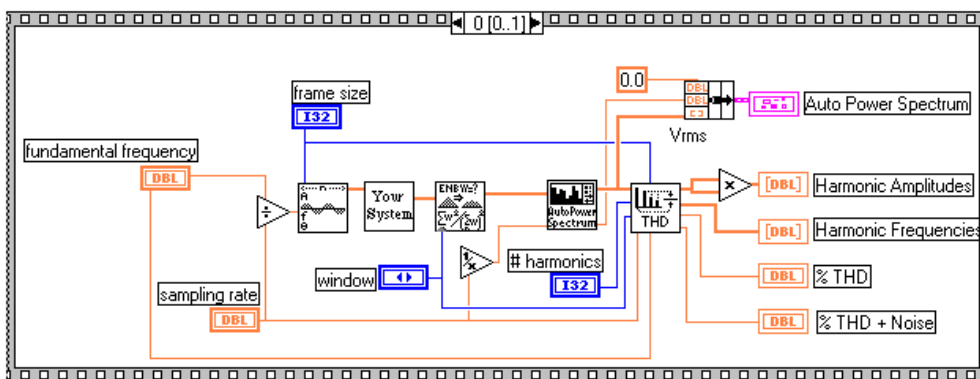 0 [0..1]
0.0
DBL
DBL
frame size
I32
Auto Power Spectrum
Vrms
fundamental frequency
DBL
n
A
f
Your
System
ENBW=?
AutoPower
Spectrum
THD
x
[DBL]
Harmonic Amplitudes
÷
[DBL]
Harmonic Frequencies
1/x
# harmonics
I32
window
DBL
% THD
sampling rate
DBL
DBL
% THD + Noise